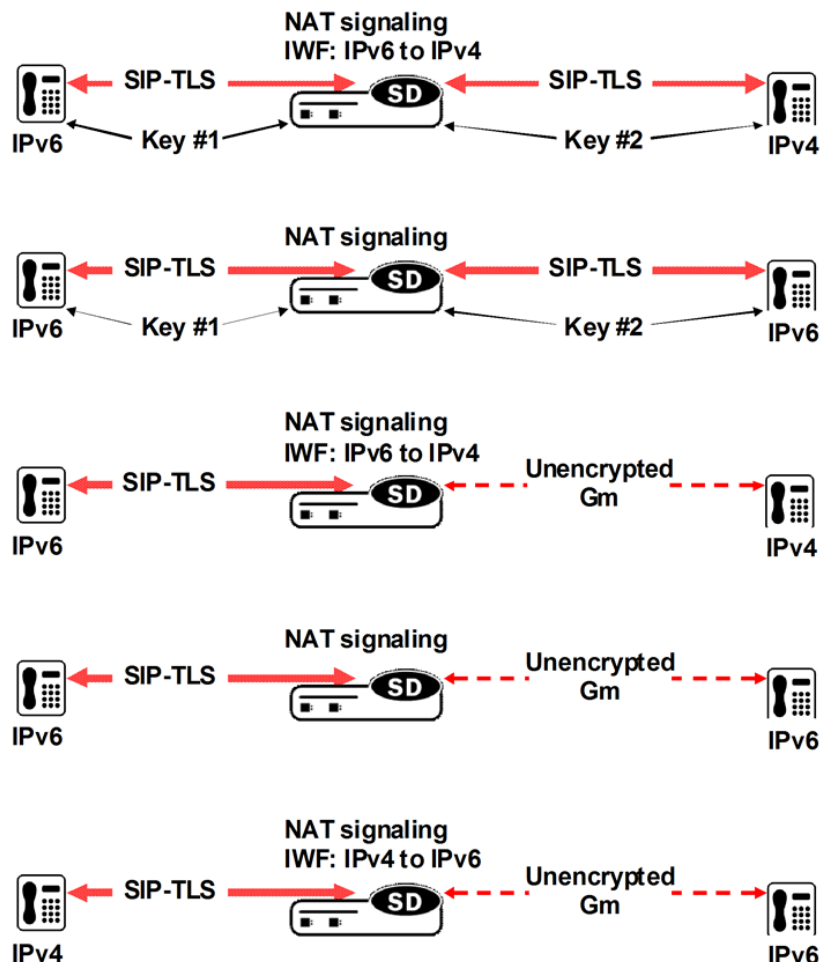 NAT signaling
IWF: IPv6 to IPv4
SIP-TLS SD SIP-TLS
IPv6 Key #1 Key #2 IPv4
NAT signaling
SIP-TLS SD SIP-TLS
IPv6 Key #1 Key #2 IPv6
NAT signaling
IWF: IPv6 to IPv4
SIP-TLS SD Unencrypted
Gm
IPv6 IPv4
NAT signaling
SIP-TLS SD Unencrypted
Gm
IPv6 IPv6
NAT signaling
IWF: IPv4 to IPv6
SIP-TLS SD Unencrypted
Gm
IPv4 IPv6